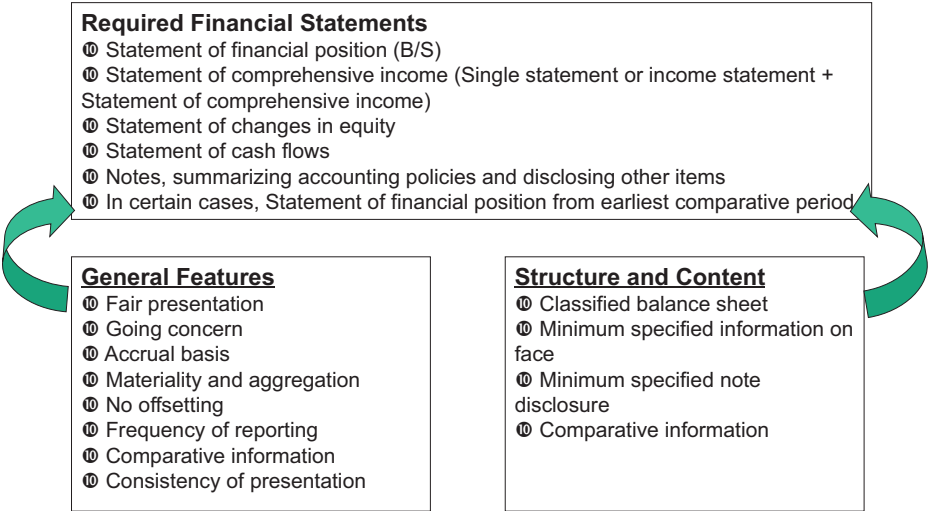 Required Financial Statements
❿ Statement of financial position (B/S)
❿ Statement of comprehensive income (Single statement or income statement +
Statement of comprehensive income)
❿ Statement of changes in equity
❿ Statement of cash flows
❿ Notes, summarizing accounting policies and disclosing other items
❿ In certain cases, Statement of financial position from earliest comparative period
General Features
❿ Fair presentation
❿ Going concern
❿ Accrual basis
❿ Materiality and aggregation
❿ No offsetting
❿ Frequency of reporting
❿ Comparative information
❿ Consistency of presentation
Structure and Content
❿ Classified balance sheet
❿ Minimum specified information on
face
❿ Minimum specified note
disclosure
❿ Comparative information